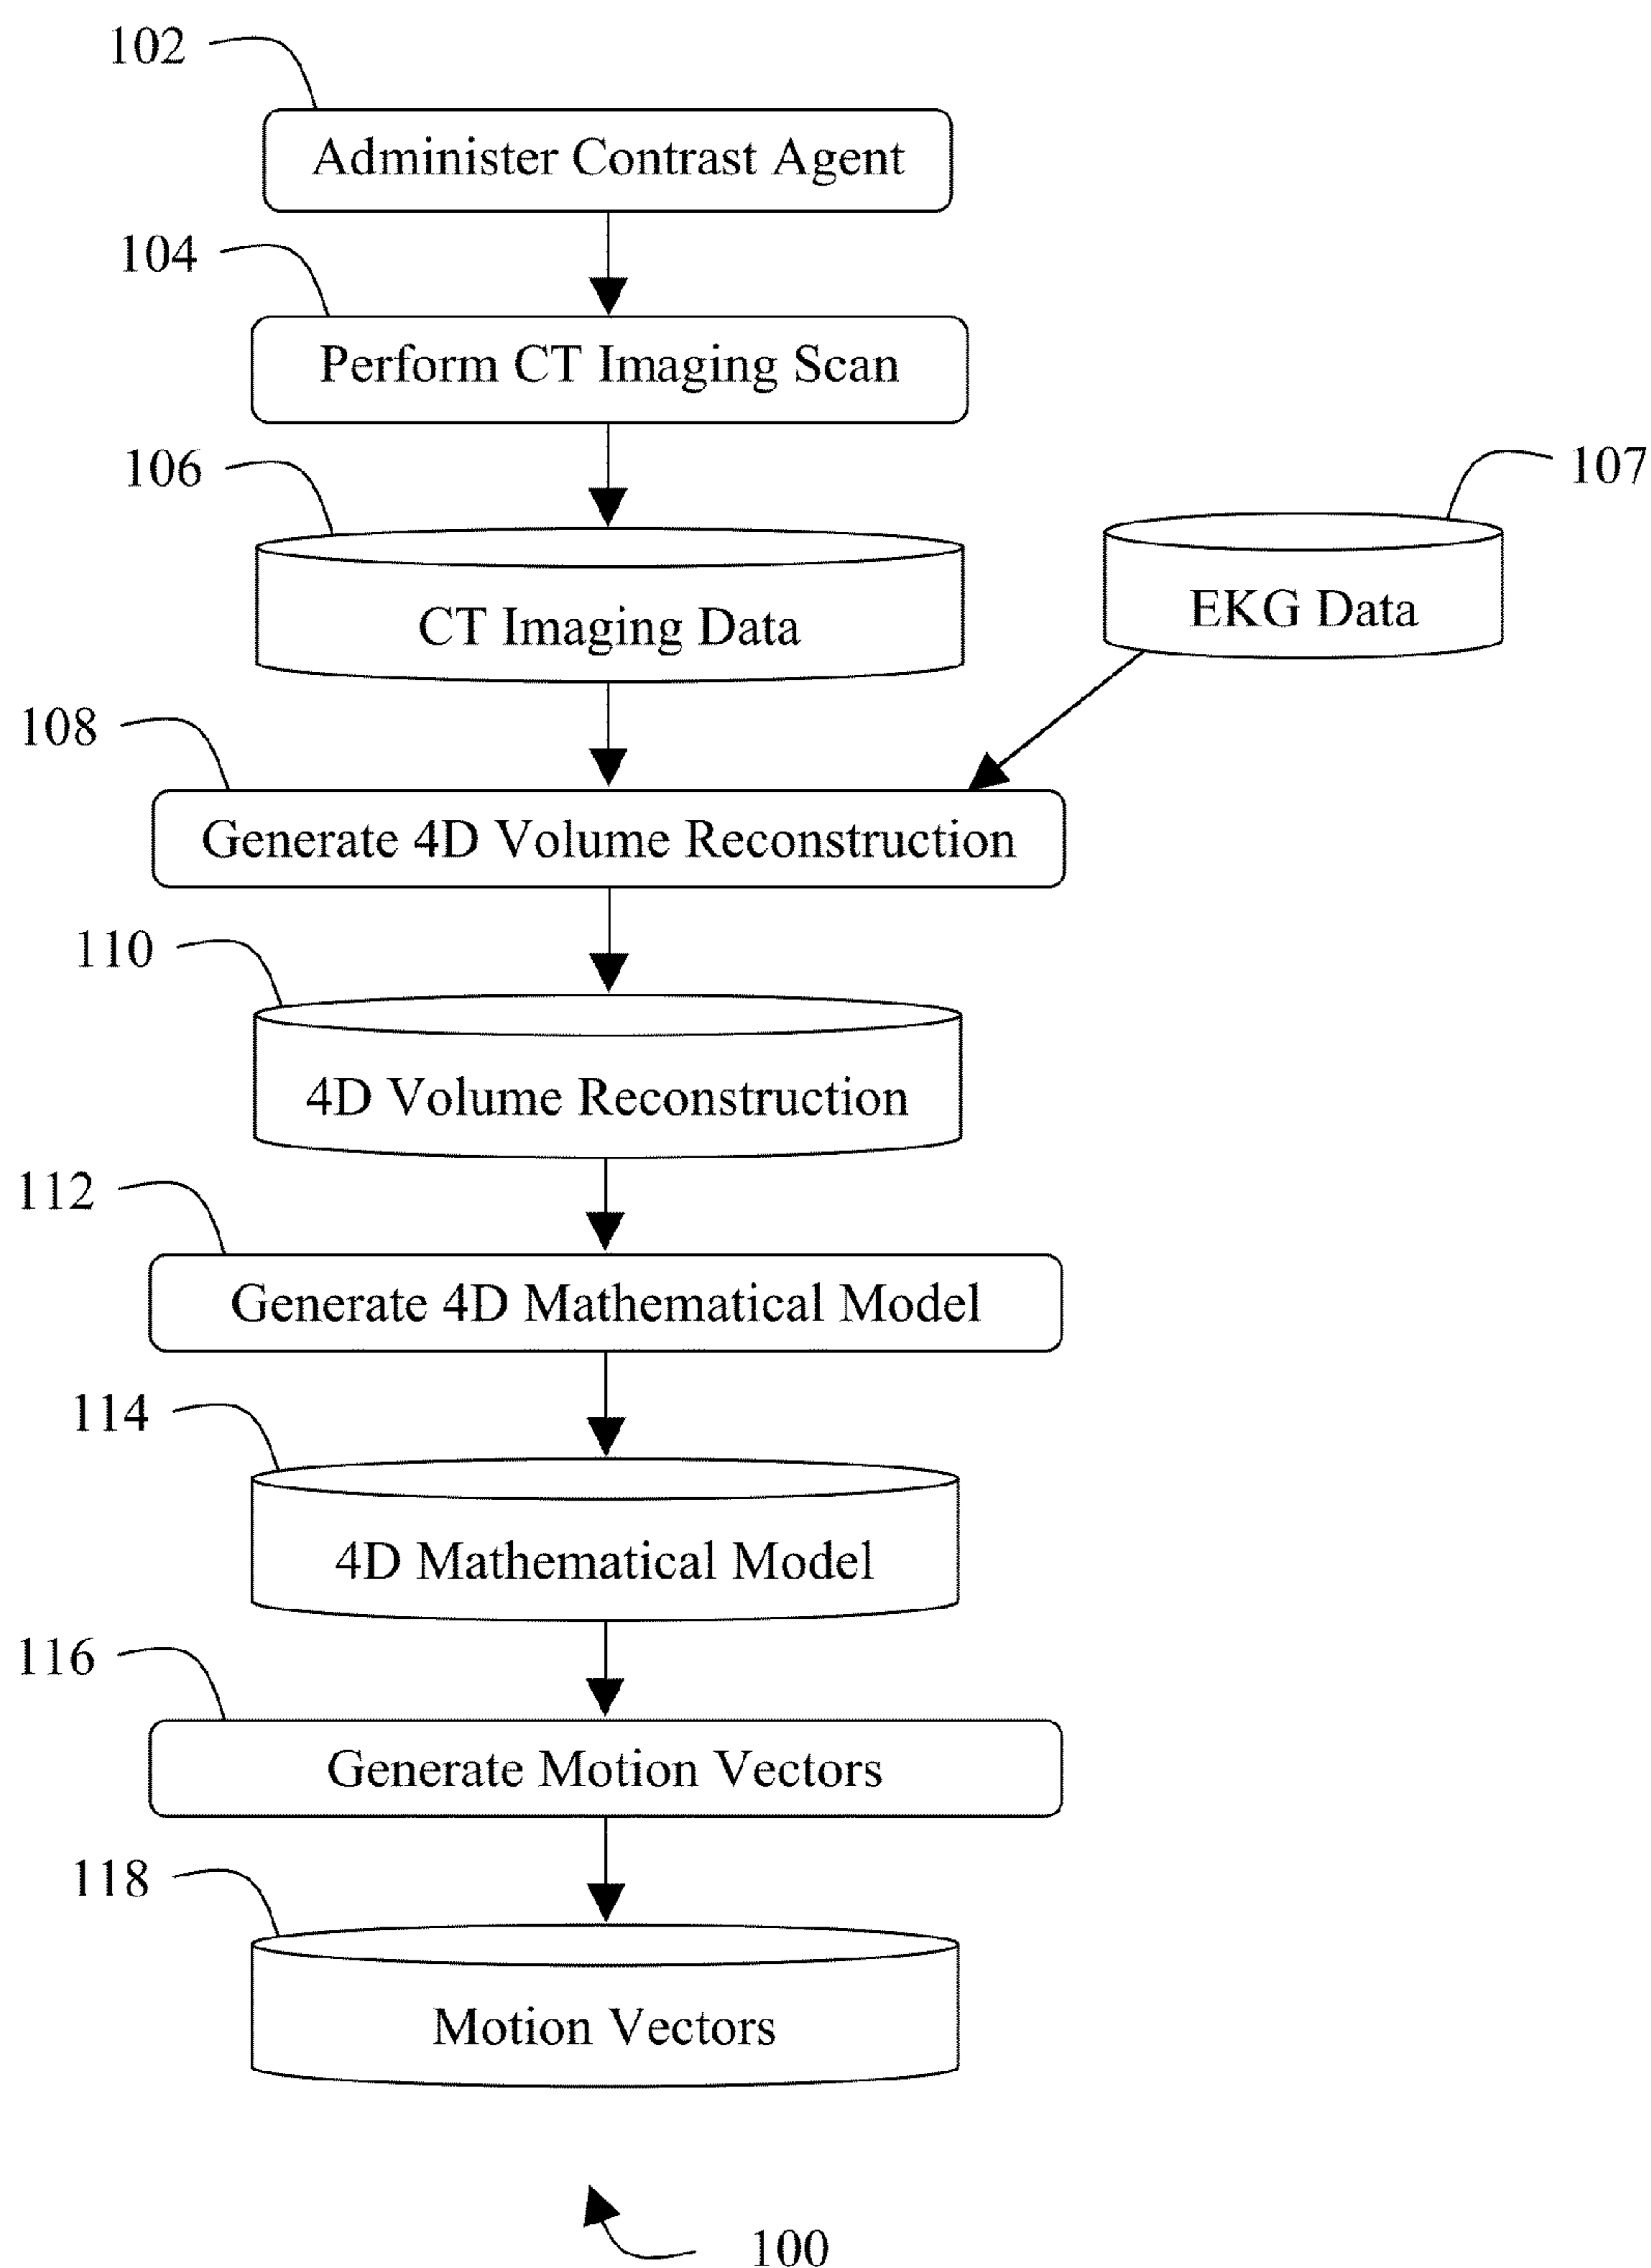 102
Administer Contrast Agent
104
Perform CT Imaging Scan
106
107
CT Imaging Data
EKG Data
108
Generate 4D Volume Reconstruction
110
4D Volume Reconstruction
112
Generate 4D Mathematical Model
114
4D Mathematical Model
116
Generate Motion Vectors
118
Motion Vectors
100